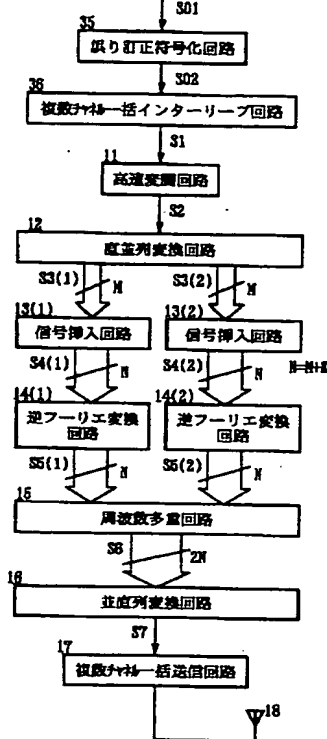 S01
35
誤り訂正符号化回路
S02
36
複数チャネル一括インターリーブ回路
S1
11
高速変調回路
S2
12
直並列変換回路
S3(1) M S3(2) M
13(1) 13(2)
信号挿入回路 信号挿入回路
S4(1) N S4(2) N
14(1) 14(2)
逆フーリエ変換 逆フーリエ変換
回路 回路
S5(1) N S5(2) N
15
周波数多重回路
S6 2N
16
並直列変換回路
S7
17
複数チャネル一括送信回路
18